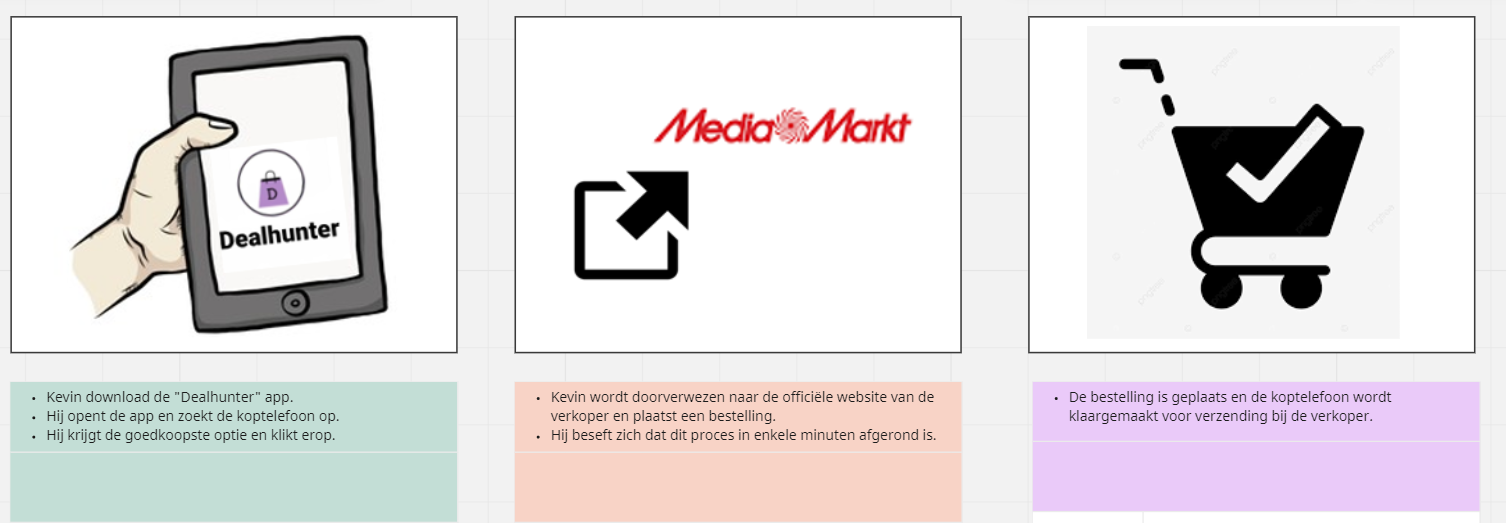 D
Dealhunter
MediaMarkt
• Kevin download de "Dealhunter" app.
• Hij opent de app en zoekt de koptelefoon op.
• Hij krijgt de goedkoopste optie en klikt erop.
• Kevin wordt doorverwezen naar de officiële website van de
verkoper en plaatst een bestelling.
• Hij beseft zich dat dit proces in enkele minuten afgerond is.
• De bestelling is geplaats en de koptelefoon wordt
klaargemaakt voor verzending bij de verkoper.